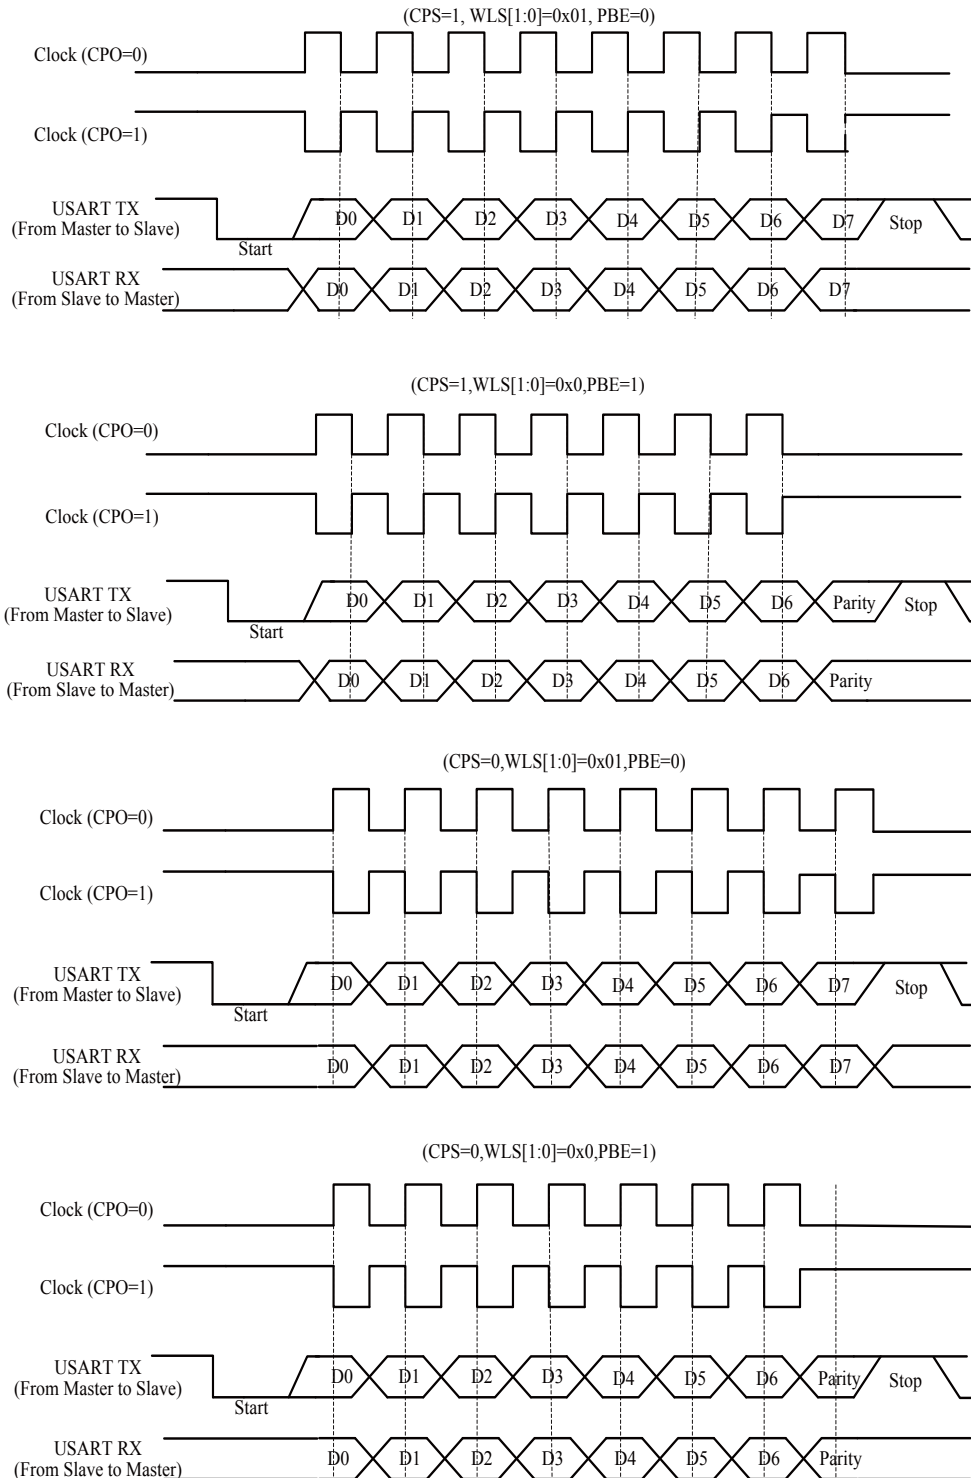 (CPS=1, WLS[1:0]=0x01, PBE=0)
Clock (CPO=0)
Clock (CPO=1)
USART TX
(From Master to Slave)
Start
D0 D1 D2 D3 D4 D5 D6 D7 Stop
USART RX
(From Slave to Master)
D0 D1 D2 D3 D4 D5 D6 D7
(CPS=1,WLS[1:0]=0x0,PBE=1)
Clock (CPO=0)
Clock (CPO=1)
USART TX
(From Master to Slave)
Start
D0 D1 D2 D3 D4 D5 D6 Parity Stop
USART RX
(From Slave to Master)
D0 D1 D2 D3 D4 D5 D6 Parity
(CPS=0,WLS[1:0]=0x01,PBE=0)
Clock (CPO=0)
Clock (CPO=1)
USART TX
(From Master to Slave)
Start
D0 D1 D2 D3 D4 D5 D6 D7 Stop
USART RX
(From Slave to Master)
D0 D1 D2 D3 D4 D5 D6 D7
(CPS=0,WLS[1:0]=0x0,PBE=1)
Clock (CPO=0)
Clock (CPO=1)
USART TX
(From Master to Slave)
Start
D0 D1 D2 D3 D4 D5 D6 Parity Stop
USART RX
(From Slave to Master)
D0 D1 D2 D3 D4 D5 D6 Parity